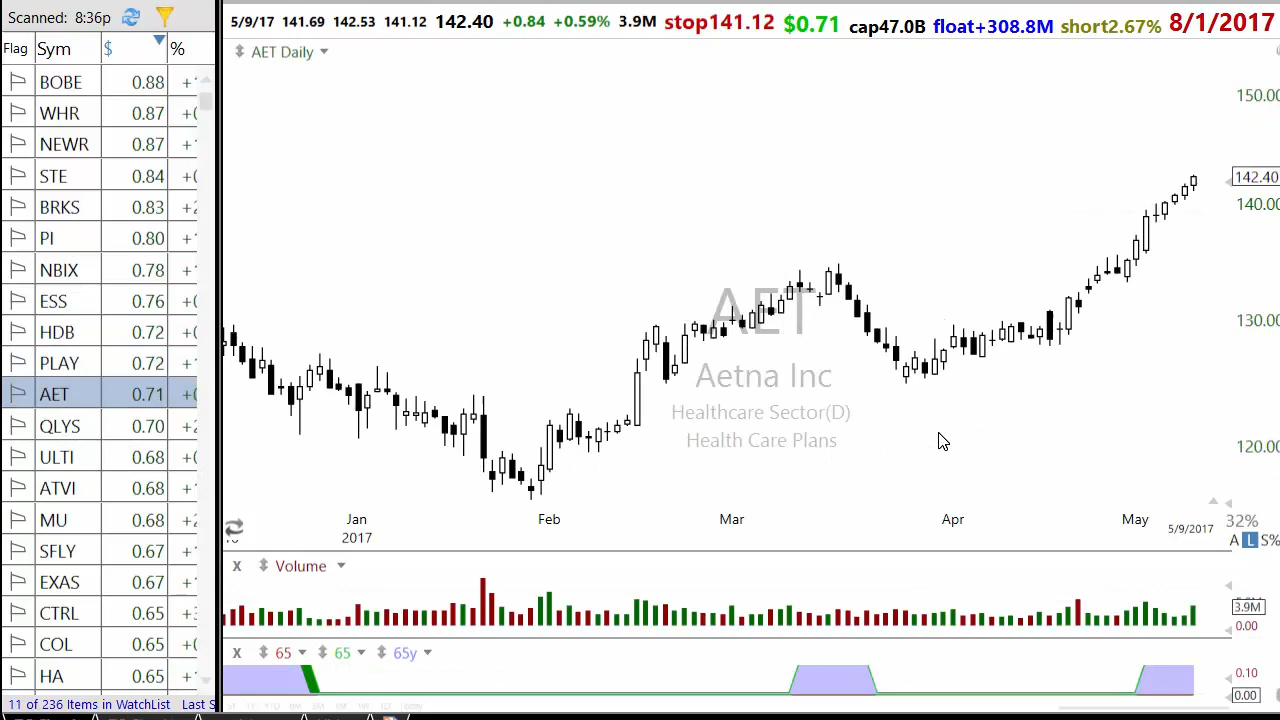 Scanned: 8:36p
Flag Sym $ %
BOBE 0.88
WHR 0.87
NEWR 0.87
STE 0.84
BRKS 0.83
PI 0.80
NBIX 0.78
ESS 0.76
HDB 0.72
PLAY 0.72
AET 0.71
QLYS 0.70
ULTI 0.68
ATVI 0.68
MU 0.68
SFLY 0.67
EXAS 0.67
CTRL 0.65
COL 0.65
HA 0.65
11 of 236 Items in WatchList Last S
5/9/17 141.69 142.53 141.12 142.40 +0.84 +0.59% 3.9M stop141.12 $0.71 cap47.0B float+308.8M short2.67% 8/1/2017
AET Daily
150.00
142.40
140.00
130.00
120.00
AET
Aetna Inc
Healthcare Sector(D)
Health Care Plans
Jan Feb Mar Apr May
2017
5/9/2017
32%
A L S%
X Volume
3.9M
0.00
X 65 65 65y
0.10
0.00